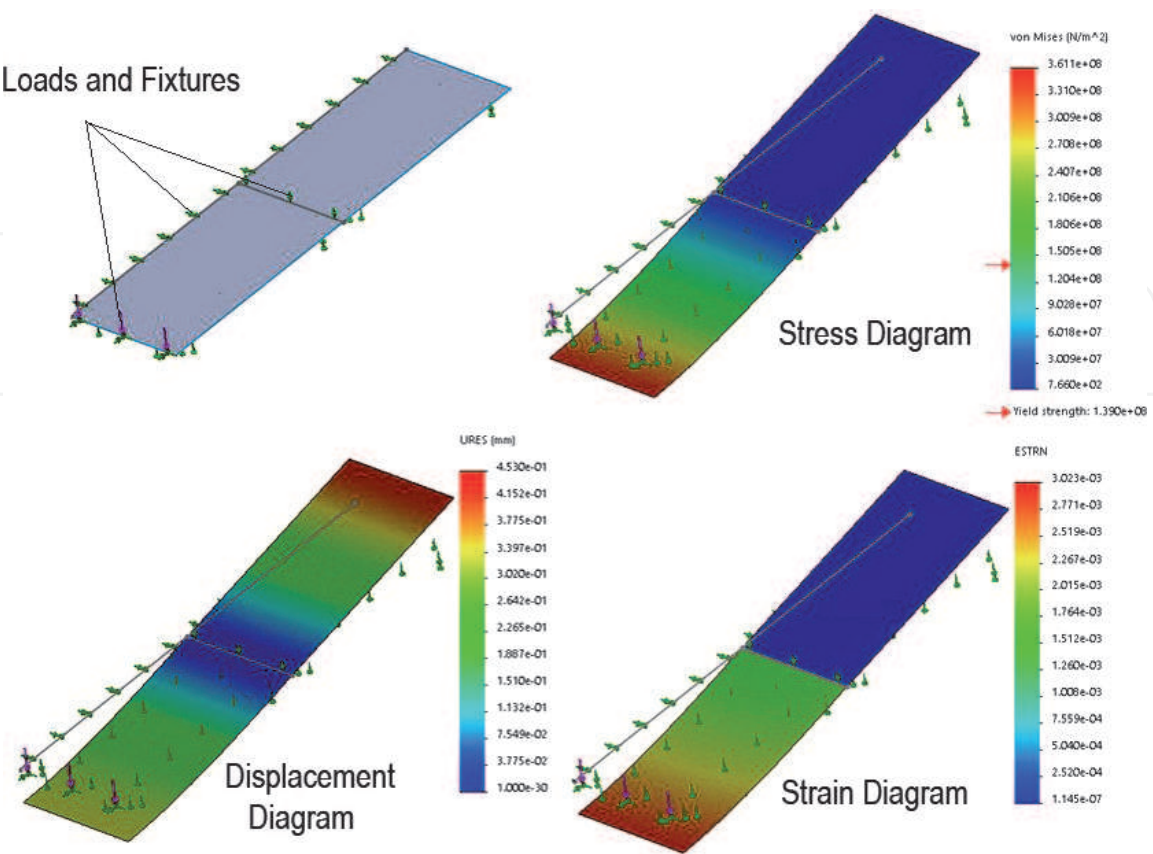 Loads and Fixtures
von Mises (N/m^2)
3.611e+08
3.310e+08
3.009e+08
2.708e+08
2.407e+08
2.106e+08
1.806e+08
1.505e+08
1.204e+08
9.028e+07
6.018e+07
3.009e+07
7.660e+02
Yield strength: 1.390e+08
Stress Diagram
URES (mm)
4.530e-01
4.152e-01
3.775e-01
3.397e-01
3.020e-01
2.642e-01
2.265e-01
1.887e-01
1.510e-01
1.132e-01
7.549e-02
3.775e-02
1.000e-30
Displacement
Diagram
ESTRN
3.023e-03
2.771e-03
2.519e-03
2.267e-03
2.015e-03
1.764e-03
1.512e-03
1.260e-03
1.008e-03
7.559e-04
5.040e-04
2.520e-04
1.145e-07
Strain Diagram